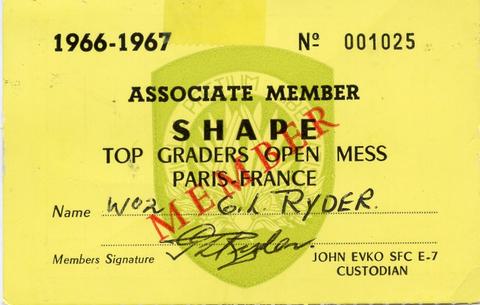 1966-1967 Nº 001025
ASSOCIATE MEMBER
SHAPE
TOP GRADERS OPEN MESS
PARIS-FRANCE
MEMBER
Name WO2 G.L. RYDER.
Members Signature
JOHN EVKO SFC E-7
CUSTODIAN